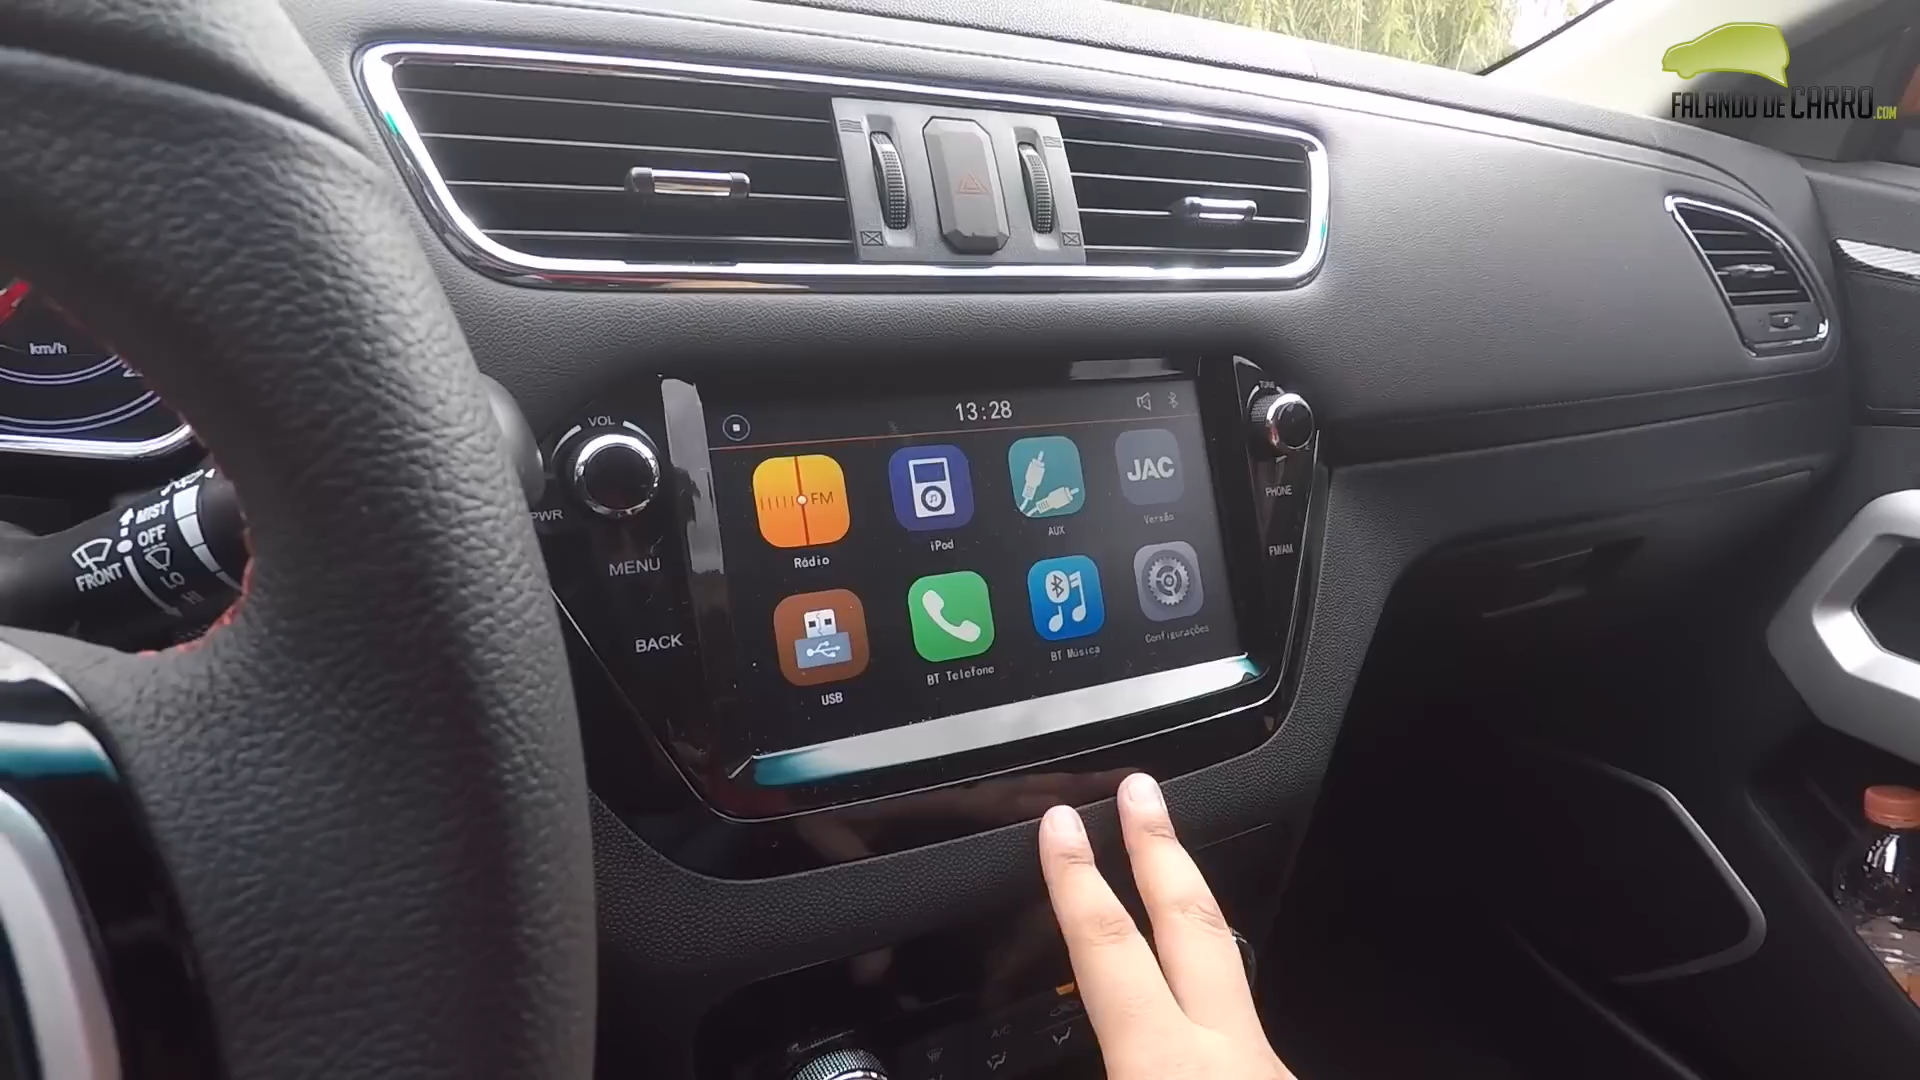 FALANDO DE CARRO.COM
km/h
MIST
OFF
FRONT
LO
HI
VOL
PWR
MENU
BACK
13:28
FM
Rádio
iPod
AUX
JAC
Versão
USB
BT Telefone
BT Música
Configurações
TUNE
PHONE
FM/AM
A/C